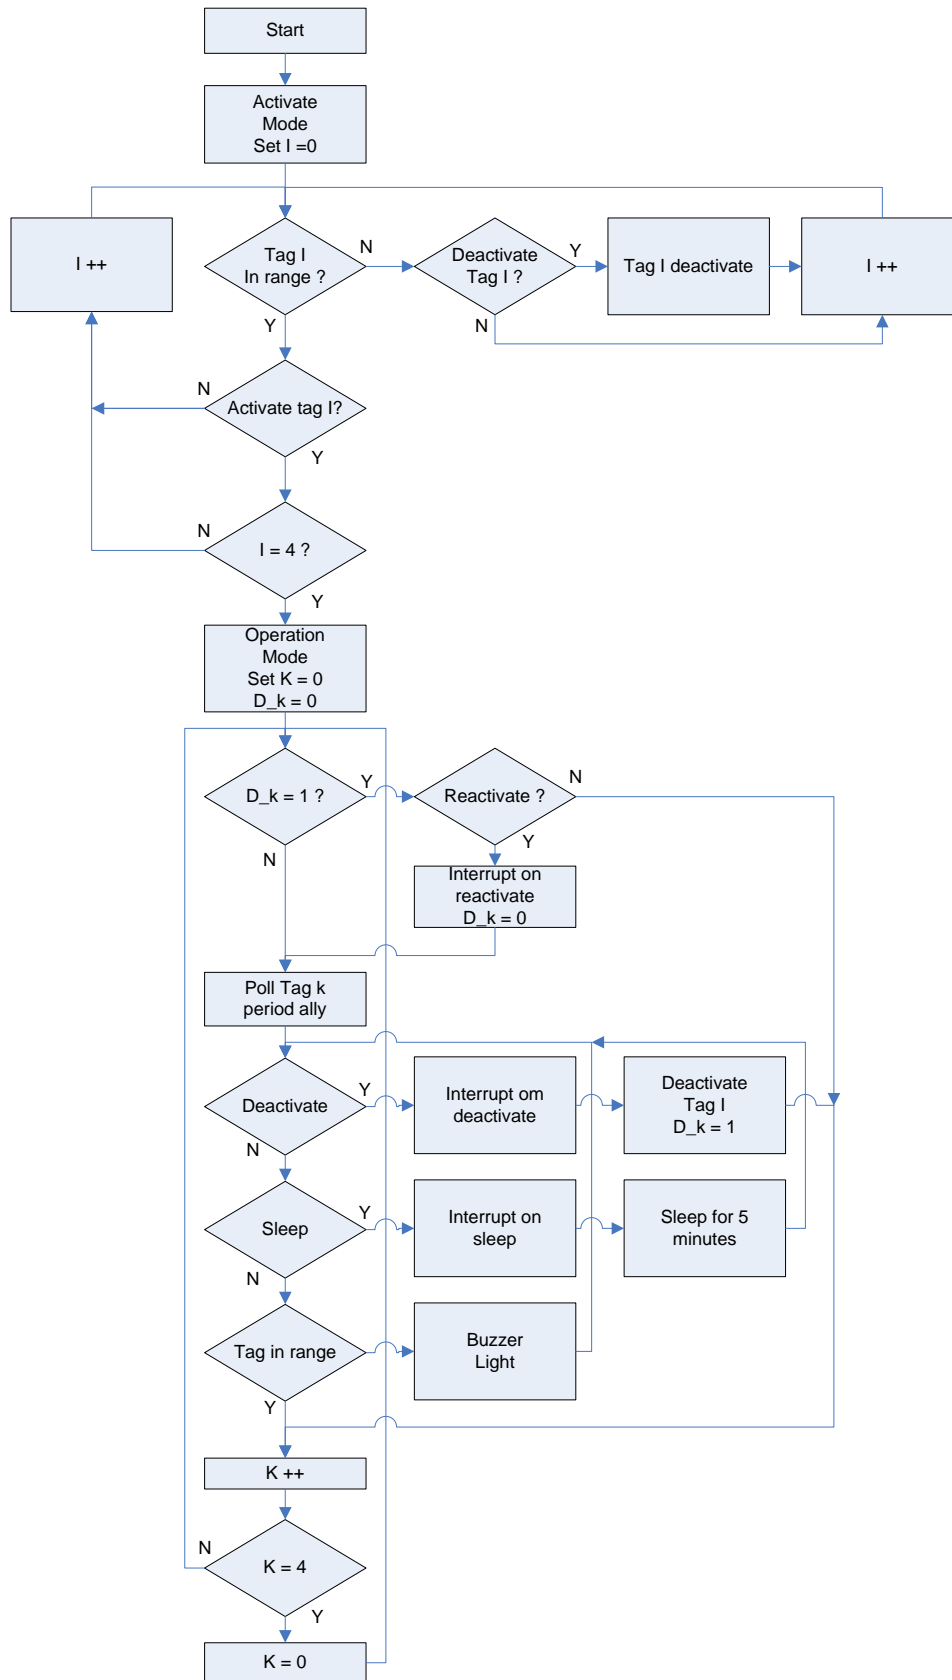 Start
Activate
Mode
Set I =0
I ++
Tag I
In range ?
N
Deactivate
Tag I ?
Y
Tag I deactivate
I ++
Y
N
N
Activate tag I?
Y
N
I = 4 ?
Y
Operation
Mode
Set K = 0
D_k = 0
D_k = 1 ?
Y
Reactivate ?
N
N
Y
Interrupt on
reactivate
D_k = 0
Poll Tag k
period ally
Deactivate
Y
Interrupt om
deactivate
Deactivate
Tag I
D_k = 1
N
Sleep
Y
Interrupt on
sleep
Sleep for 5
minutes
N
Tag in range
Buzzer
Light
Y
K ++
N
K = 4
Y
K = 0